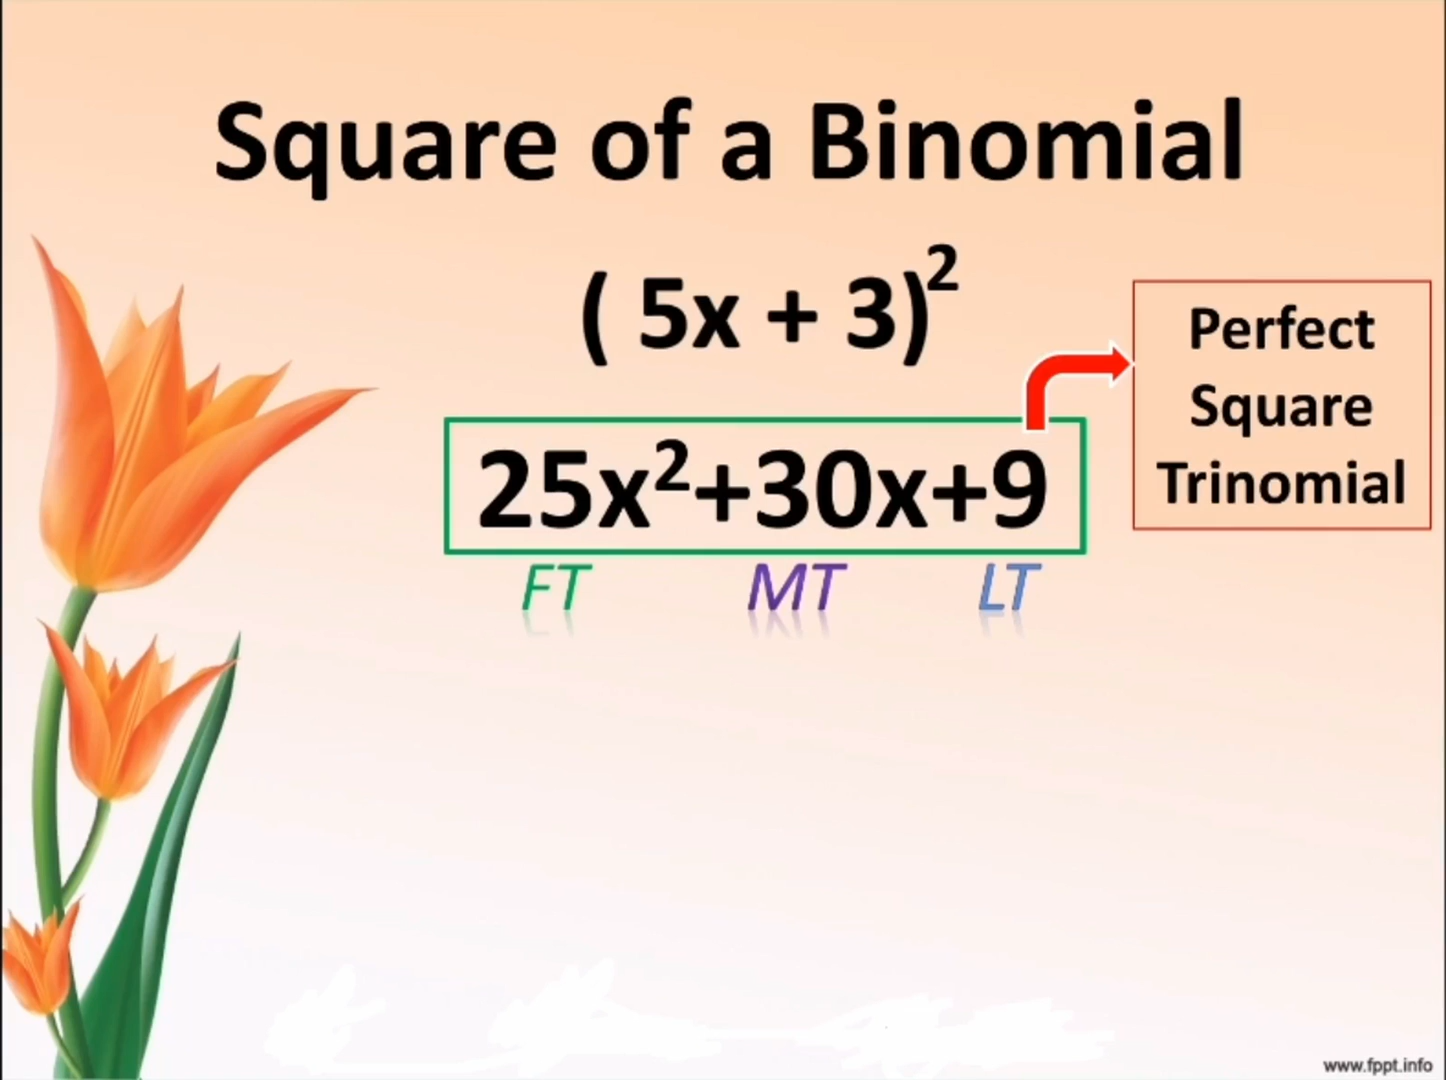 Square of a Binomial
( 5x + 3)²
25x²+30x+9
Perfect
Square
Trinomial
FT MT LT
www.fppt.info